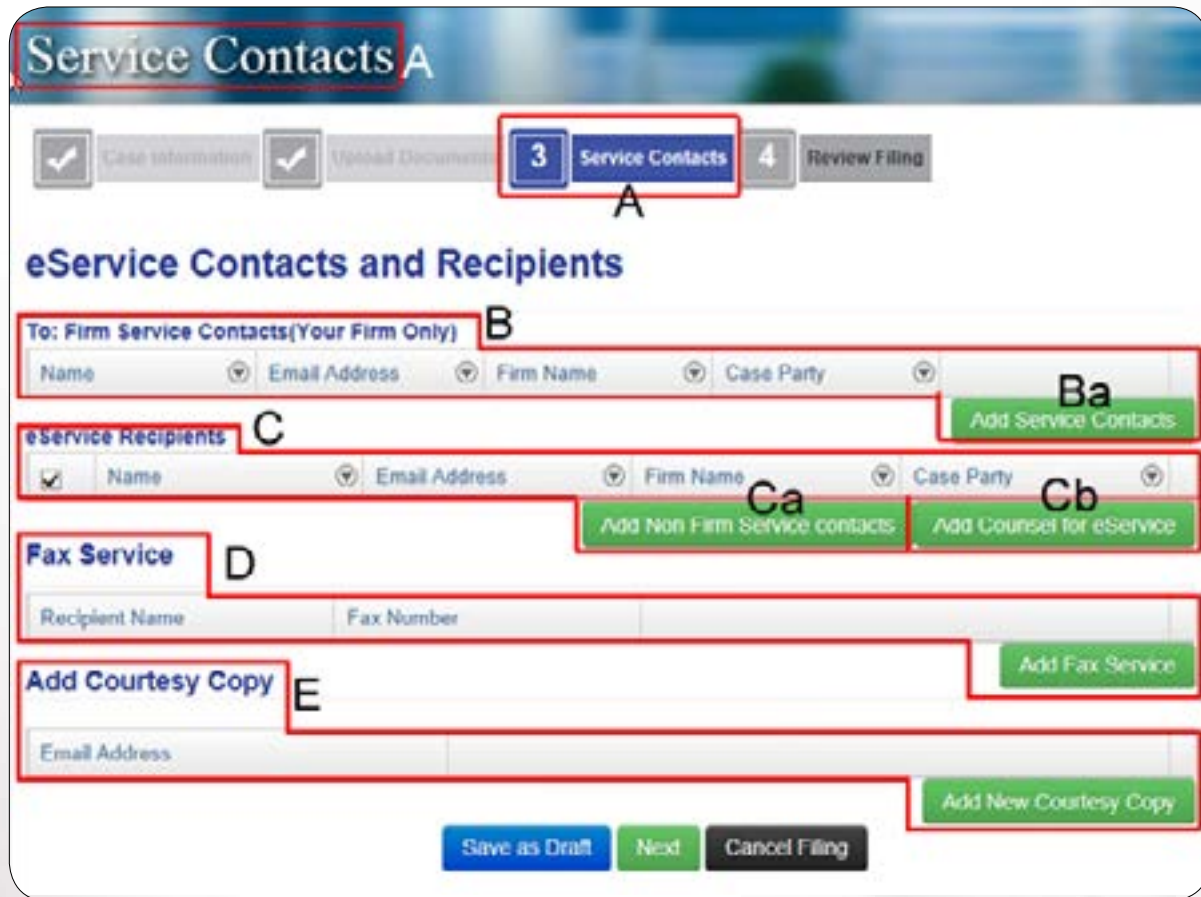 Service Contacts A
Case Information Upload Documents 3 Service Contacts 4 Review Filing
A
eService Contacts and Recipients
To: Firm Service Contacts(Your Firm Only) B
Name Email Address Firm Name Case Party
Ba
Add Service Contacts
eService Recipients C
Name Email Address Firm Name Case Party
Ca Cb
Add Non Firm Service contacts Add Counsel for eService
Fax Service D
Recipient Name Fax Number
Add Fax Service
Add Courtesy Copy E
Email Address
Add New Courtesy Copy
Save as Draft Next Cancel Filing